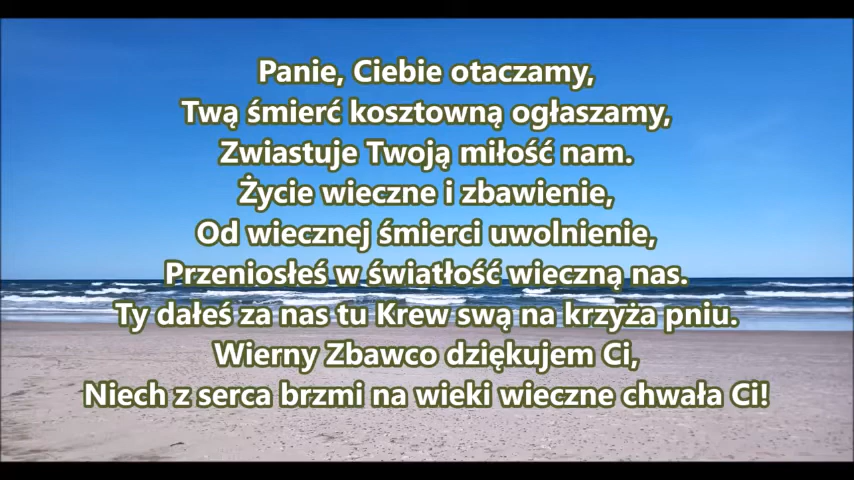 Panie, Ciebie otaczamy,
Twą śmierć kosztowną ogłaszamy,
Zwiastuje Twoją miłość nam.
Życie wieczne i zbawienie,
Od wiecznej śmierci uwolnienie,
Przeniosłeś w światłość wieczną nas.
Ty dałeś za nas tu Krew swą na krzyża pniu.
Wierny Zbawco dziękujem Ci,
Niech z serca brzmi na wieki wieczne chwała Ci!